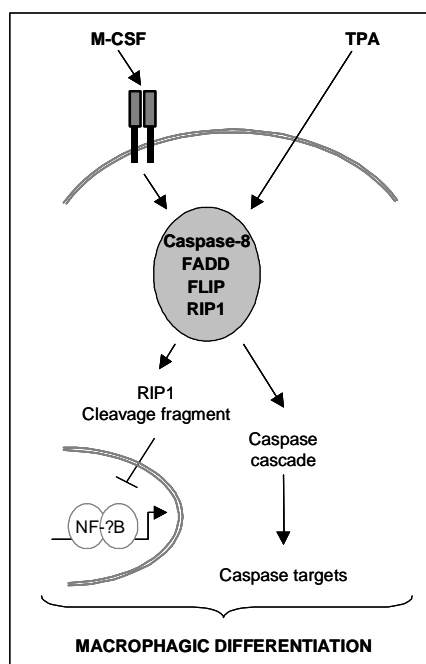 M-CSF
TPA
Caspase-8
FADD
FLIP
RIP1
RIP1
Cleavage fragment
Caspase
cascade
NF-?B
Caspase targets
MACROPHAGIC DIFFERENTIATION